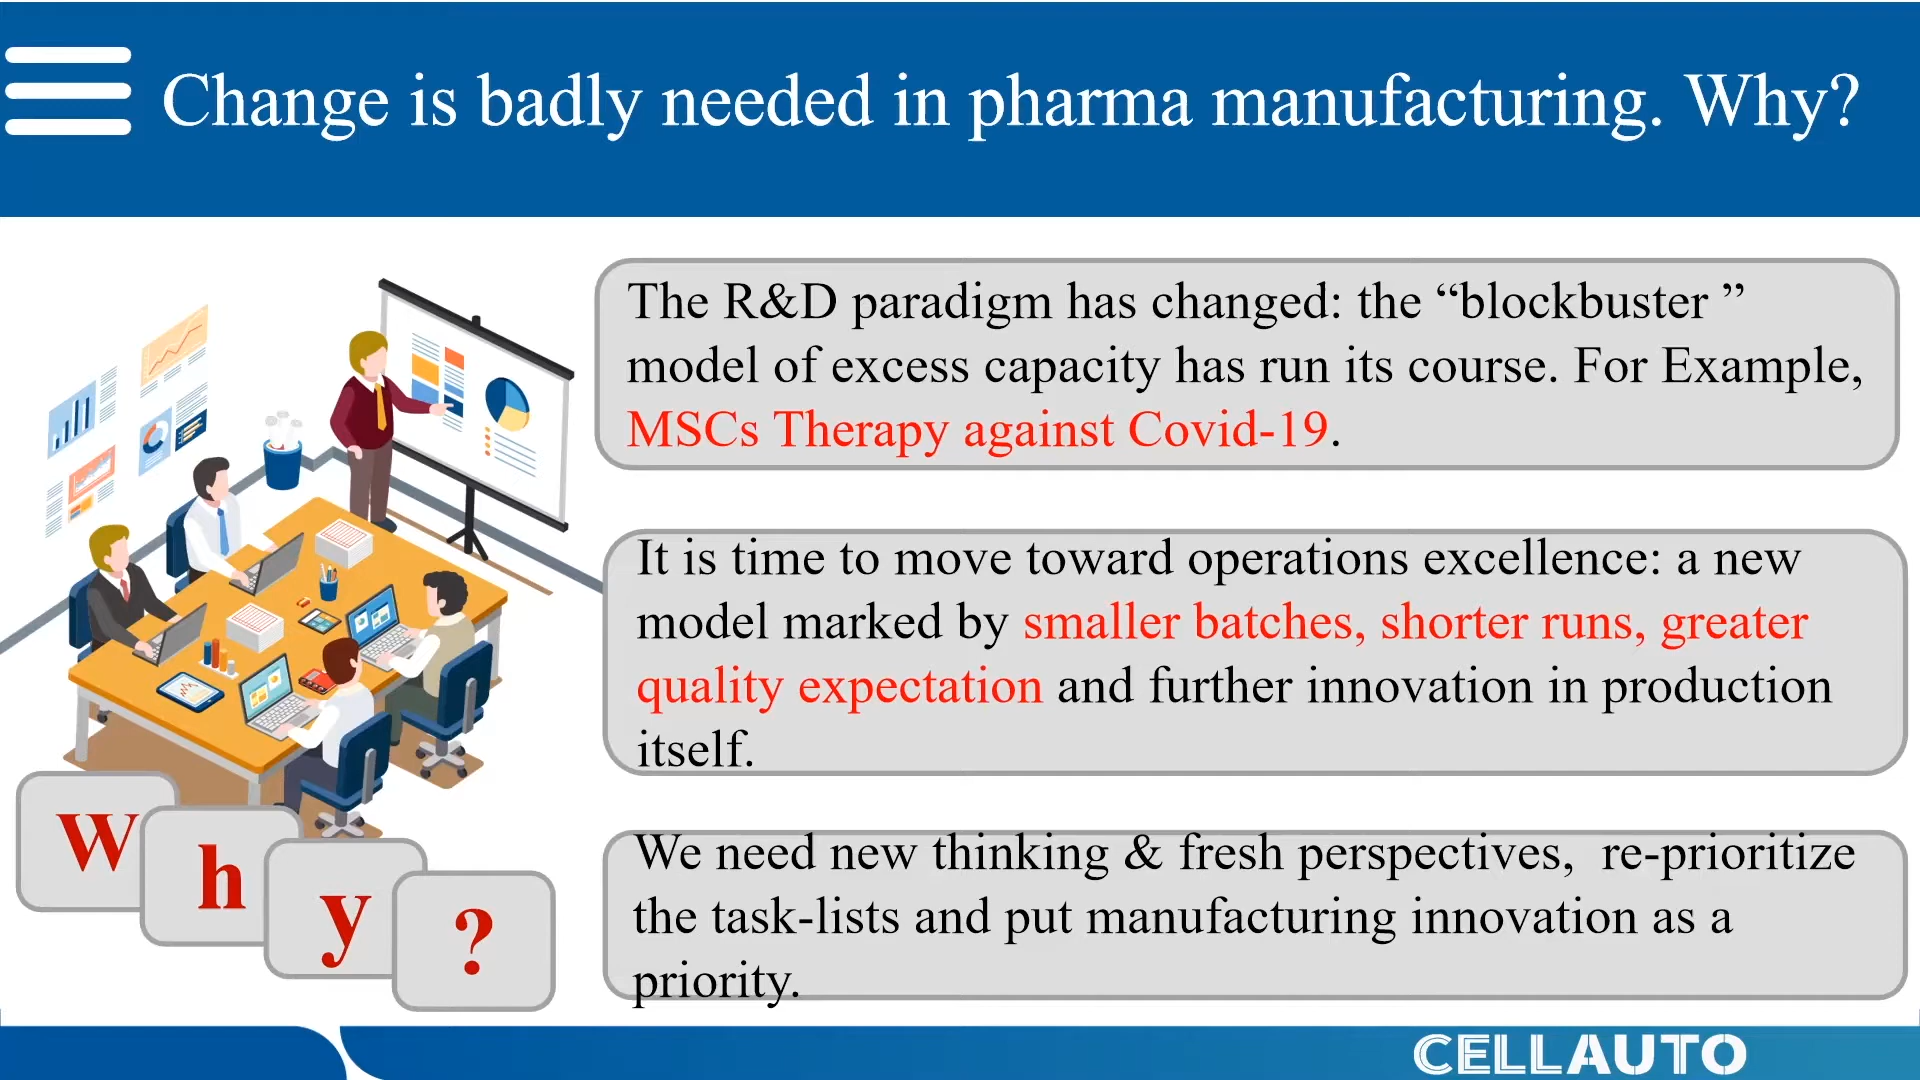 Change is badly needed in pharma manufacturing. Why?
The R&D paradigm has changed: the “blockbuster ”
model of excess capacity has run its course. For Example,
MSCs Therapy against Covid-19.
It is time to move toward operations excellence: a new
model marked by smaller batches, shorter runs, greater
quality expectation and further innovation in production
itself.
We need new thinking & fresh perspectives,  re-prioritize
the task-lists and put manufacturing innovation as a
priority.
W
h
y
?
CELLAUTO